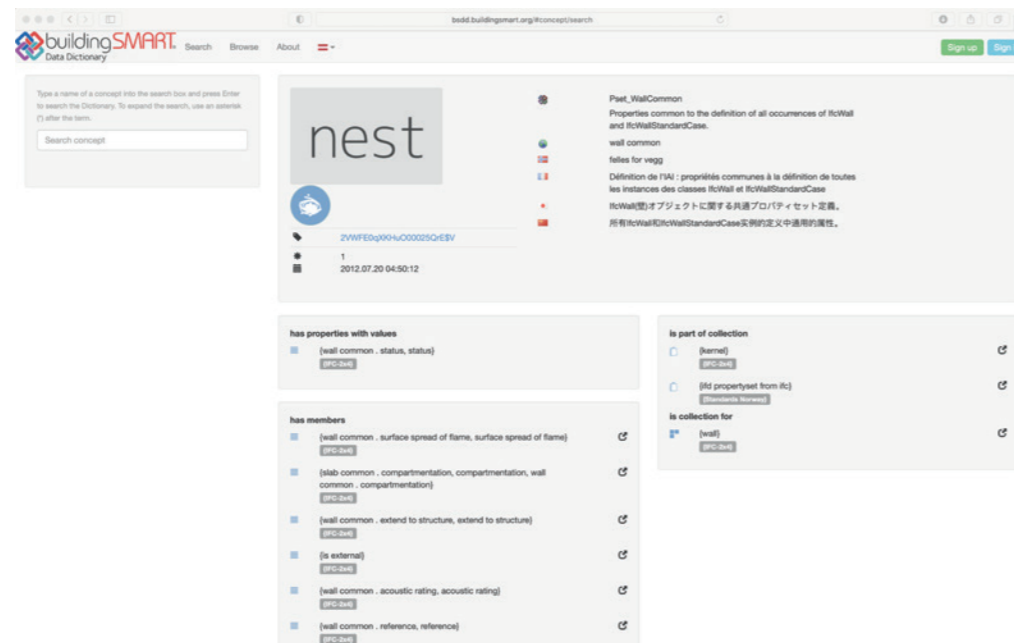 bsdd.buildingsmart.org/#concept/search
buildingSMART
Data Dictionary
Search
Browse
About
Sign up
Sign
Type a name of a concept into the search box and press Enter
to search the Dictionary. To expand the search, use an asterisk
(*) after the term.
Search concept
nest
2VWFE0qXKHuO00025QrE$V
1
2012.07.20 04:50:12
Pset_WallCommon
Properties common to the definition of all occurrences of IfcWall
and IfcWallStandardCase.
wall common
felles for vegg
Définition de l'IAI : propriétés communes à la définition de toutes
les instances des classes IfcWall et IfcWallStandardCase
IfcWall(壁)オブジェクトに関する共通プロパティセット定義。
所有IfcWall和IfcWallStandardCase实例的定义中通用的属性。
has properties with values
{wall common . status, status}
(IFC-2x4)
has members
{wall common . surface spread of flame, surface spread of flame}
(IFC-2x4)
{slab common . compartmentation, compartmentation, wall
common . compartmentation}
(IFC-2x4)
{wall common . extend to structure, extend to structure}
(IFC-2x4)
{is external}
(IFC-2x4)
{wall common . acoustic rating, acoustic rating}
(IFC-2x4)
{wall common . reference, reference}
(IFC-2x4)
is part of collection
{kernel}
(IFC-2x4)
{ifd propertyset from ifc}
(Standards Norway)
is collection for
{wall}
(IFC-2x4)